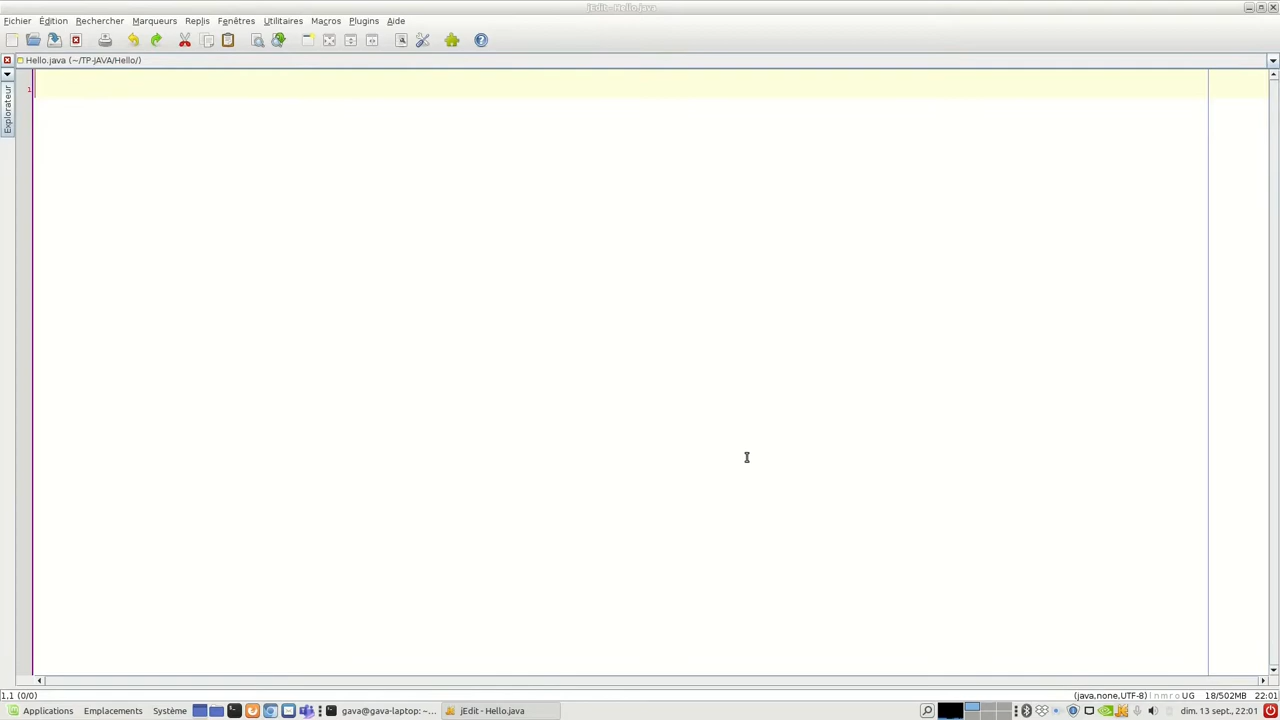 jEdit - Hello.java
Fichier Édition Rechercher Marqueurs Replis Fenêtres Utilitaires Macros Plugins Aide
Hello.java (~/TP-JAVA/Hello/)
Explorateur
1
1,1 (0/0) (java,none,UTF-8) l n m r o UG 18/502MB 22:01
Applications Emplacements Système gava@gava-laptop: ~... jEdit - Hello.java dim. 13 sept., 22:01